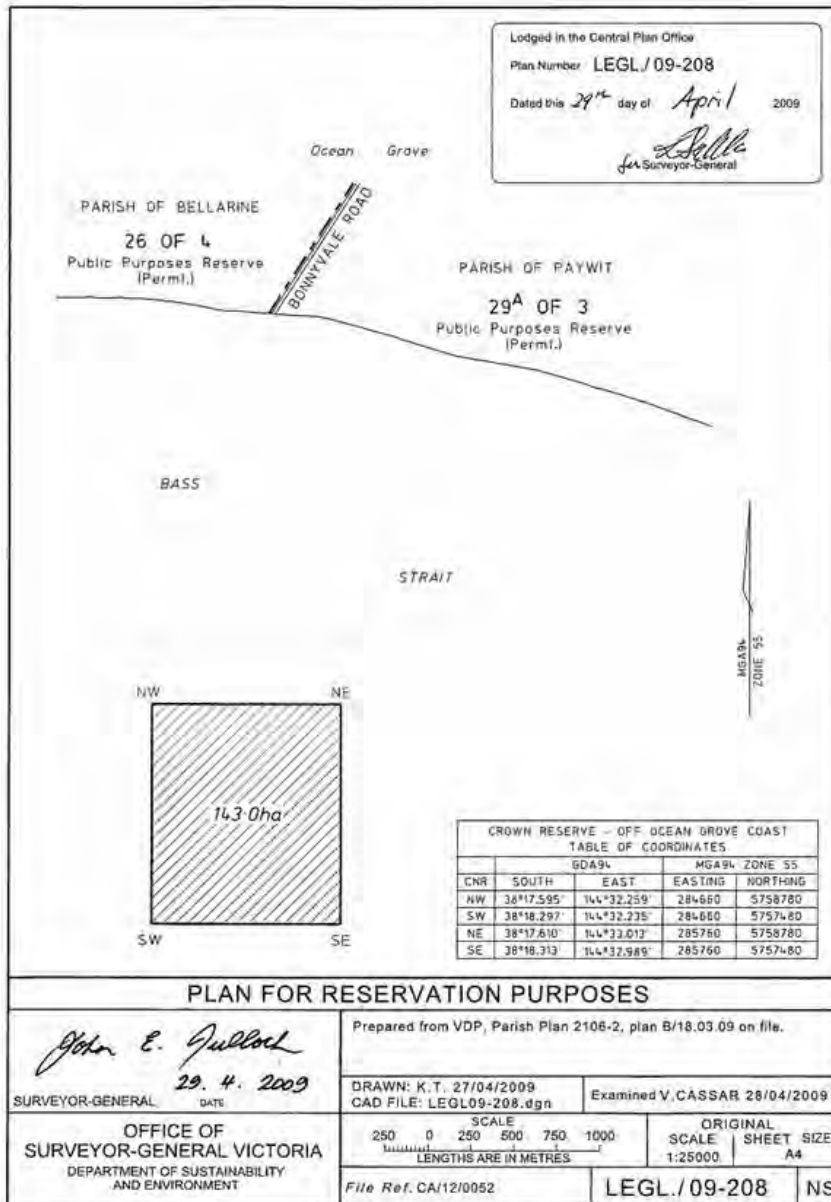 Lodged in the Central Plan Office
Plan Number LEGL./09-208
Dated this 29th day of April 2009
for Surveyor-General
Ocean Grove
PARISH OF BELLARINE
26 OF 4
Public Purposes Reserve
(Permt.)
BONNYVALE ROAD
PARISH OF PAYWIT
29A OF 3
Public Purposes Reserve
(Permt.)
BASS
STRAIT
MGA94
ZONE 55
NW NE
143·0ha
SW SE
CROWN RESERVE - OFF OCEAN GROVE COAST
TABLE OF COORDINATES
GDA94 MGA94 ZONE 55
CNR SOUTH EAST EASTING NORTHING
NW 38°17.595' 144°32.259' 284660 5758780
SW 38°18.297' 144°32.235' 284660 5757480
NE 38°17.610' 144°33.013' 285760 5758780
SE 38°18.313' 144°32.989' 285760 5757480
PLAN FOR RESERVATION PURPOSES
John E. Tulloch
29. 4. 2009
SURVEYOR-GENERAL DATE
Prepared from VDP, Parish Plan 2106-2, plan B/18.03.09 on file.
DRAWN: K.T. 27/04/2009
CAD FILE: LEGL09-208.dgn
Examined V.CASSAR 28/04/2009
OFFICE OF
SURVEYOR-GENERAL VICTORIA
DEPARTMENT OF SUSTAINABILITY
AND ENVIRONMENT
SCALE
250 0 250 500 750 1000
LENGTHS ARE IN METRES
ORIGINAL
SCALE SHEET SIZE
1:25000 A4
File Ref. CA/12/0052
LEGL./09-208 NS